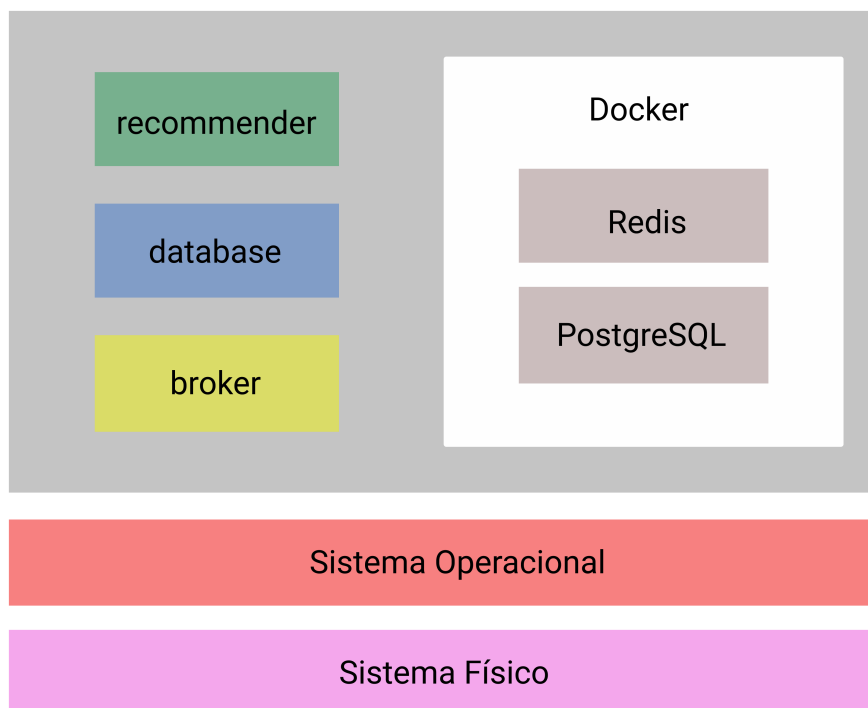 recommender
database
broker
Docker
Redis
PostgreSQL
Sistema Operacional
Sistema Físico